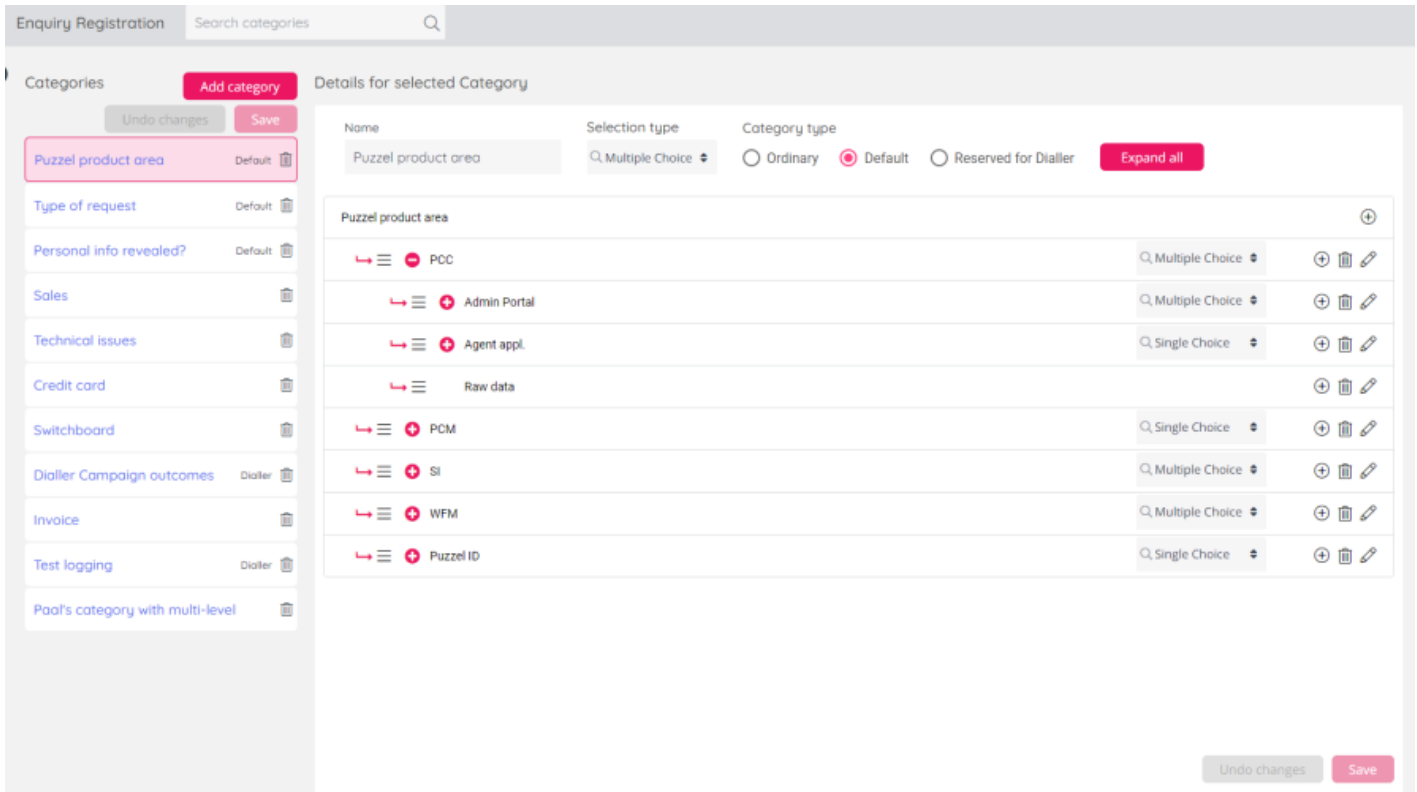 Enquiry Registration Search categories
Categories Add category
Undo changes Save
Puzzel product area Default
Type of request Default
Personal info revealed? Default
Sales
Technical issues
Credit card
Switchboard
Dialler Campaign outcomes Dialler
Invoice
Test logging Dialler
Paal's category with multi-level
Details for selected Category
Name Selection type Category type
Puzzel product area Multiple Choice Ordinary Default Reserved for Dialler Expand all
Puzzel product area
PCC Multiple Choice
Admin Portal Multiple Choice
Agent appl. Single Choice
Raw data
PCM Single Choice
SI Multiple Choice
WFM Multiple Choice
Puzzel ID Single Choice
Undo changes Save